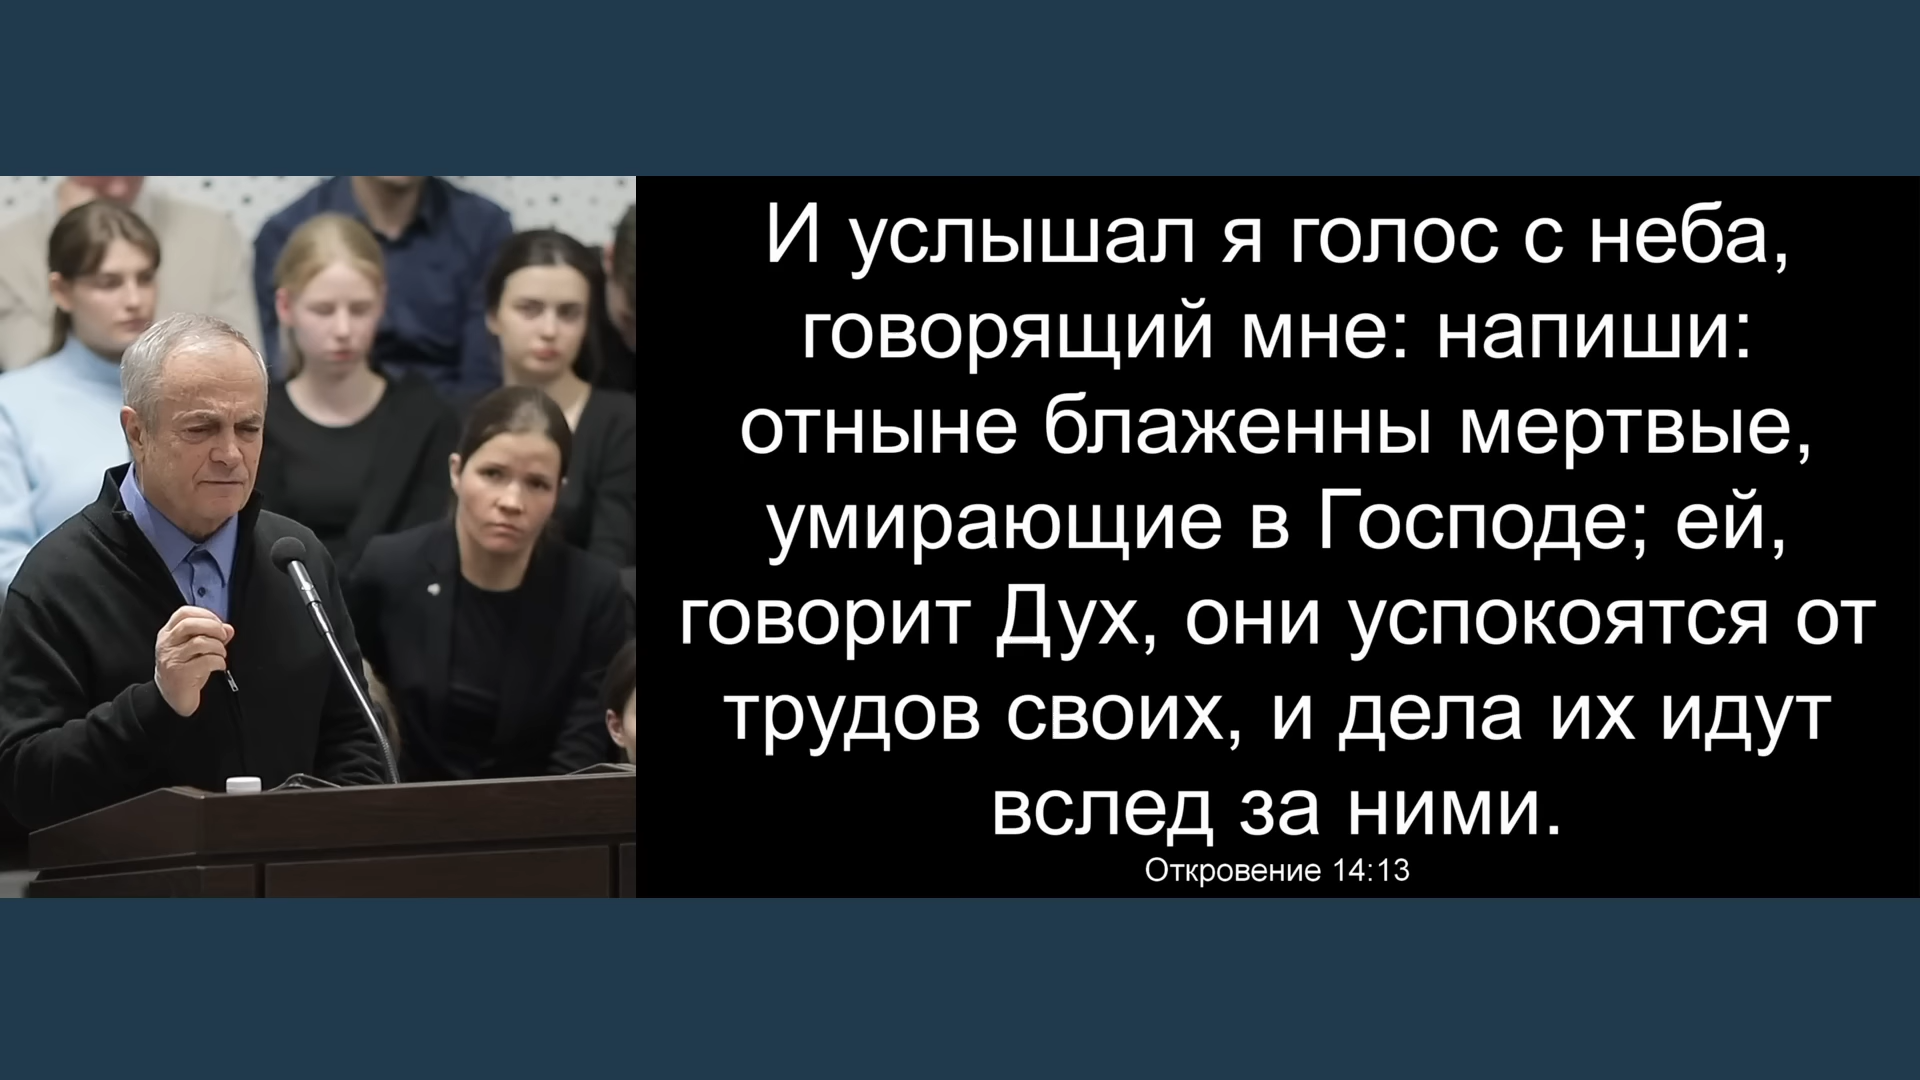 И услышал я голос с неба,
говорящий мне: напиши:
отныне блаженны мертвые,
умирающие в Господе; ей,
говорит Дух, они успокоятся от
трудов своих, и дела их идут
вслед за ними.
Откровение 14:13